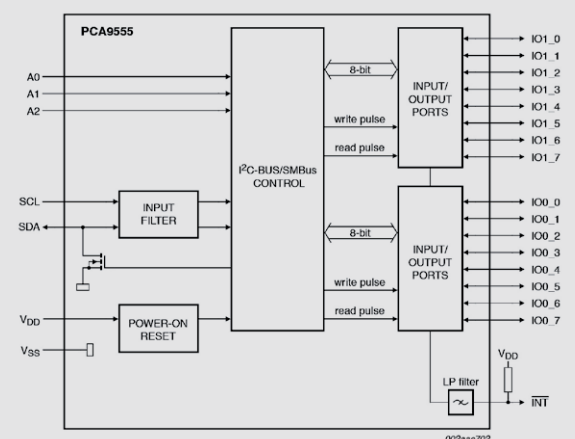 PCA9555
A0
A1
A2
SCL
SDA
VDD
VSS
INPUT
FILTER
POWER-ON
RESET
I²C-BUS/SMBus
CONTROL
8-bit
write pulse
read pulse
8-bit
write pulse
read pulse
INPUT/
OUTPUT
PORTS
INPUT/
OUTPUT
PORTS
IO1_0
IO1_1
IO1_2
IO1_3
IO1_4
IO1_5
IO1_6
IO1_7
IO0_0
IO0_1
IO0_2
IO0_3
IO0_4
IO0_5
IO0_6
IO0_7
VDD
LP filter
INT